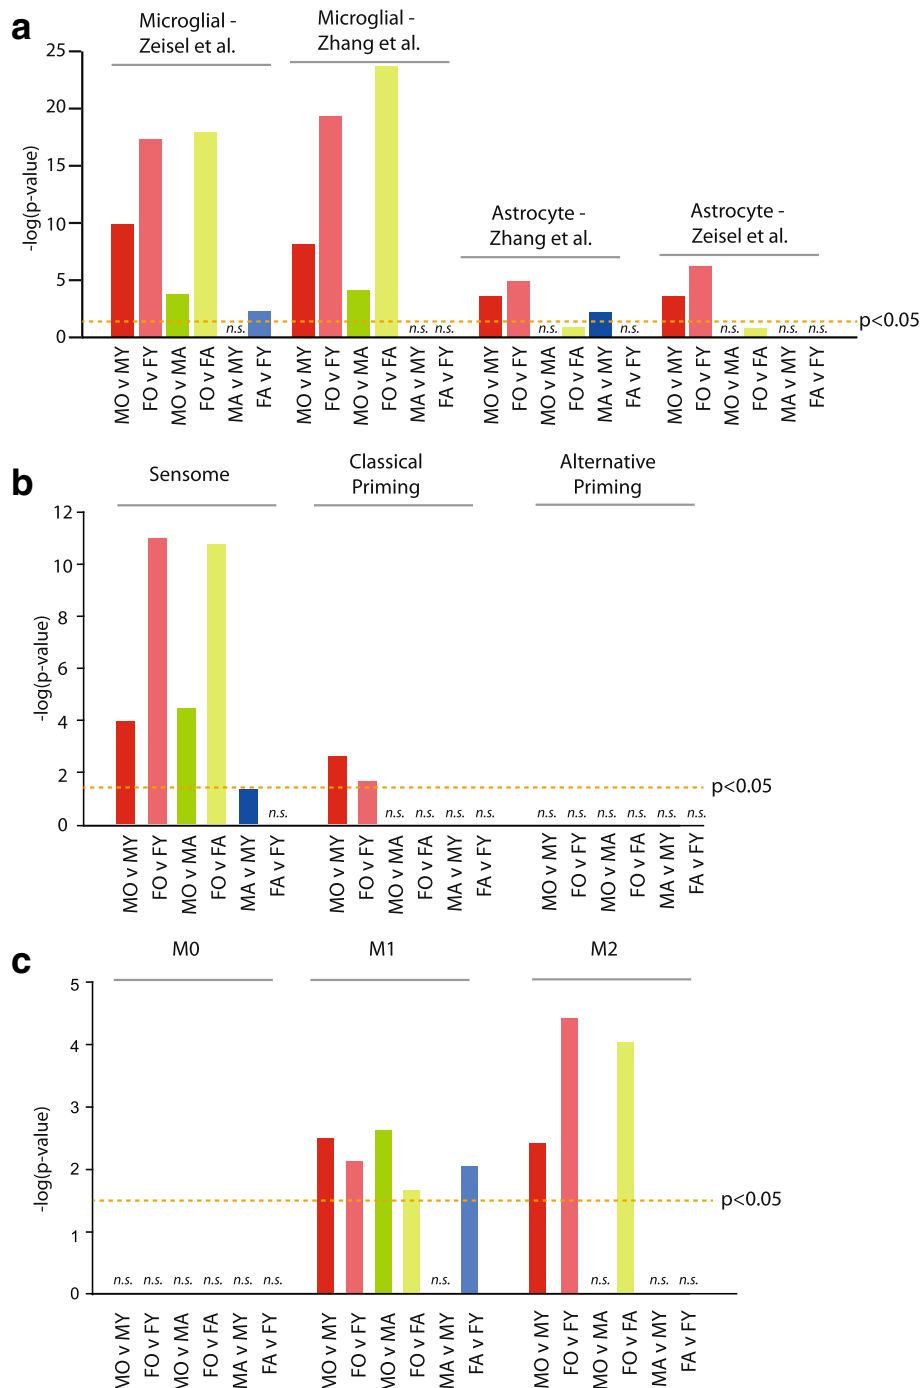 a
Microglial -
Zeisel et al.
Microglial -
Zhang et al.
Astrocyte -
Zhang et al.
Astrocyte -
Zeisel et al.
-log(p-value)
25
20
15
10
5
0
n.s.
n.s.
n.s.
n.s.
n.s.
n.s.
n.s.
n.s.
p<0.05
MO v MY
FO v FY
MO v MA
FO v FA
MA v MY
FA v FY
MO v MY
FO v FY
MO v MA
FO v FA
MA v MY
FA v FY
MO v MY
FO v FY
MO v MA
FO v FA
MA v MY
FA v FY
MO v MY
FO v FY
MO v MA
FO v FA
MA v MY
FA v FY
b
Sensome
Classical
Priming
Alternative
Priming
-log(p-value)
12
10
8
6
4
2
0
n.s.
n.s.
n.s.
n.s.
n.s.
n.s.
n.s.
n.s.
n.s.
n.s.
n.s.
p<0.05
MO v MY
FO v FY
MO v MA
FO v FA
MA v MY
FA v FY
MO v MY
FO v FY
MO v MA
FO v FA
MA v MY
FA v FY
MO v MY
FO v FY
MO v MA
FO v FA
MA v MY
FA v FY
c
M0
M1
M2
-log(p-value)
5
4
3
2
1
0
n.s.
n.s.
n.s.
n.s.
n.s.
n.s.
n.s.
n.s.
n.s.
n.s.
p<0.05
MO v MY
FO v FY
MO v MA
FO v FA
MA v MY
FA v FY
MO v MY
FO v FY
MO v MA
FO v FA
MA v MY
FA v FY
MO v MY
FO v FY
MO v MA
FO v FA
MA v MY
FA v FY